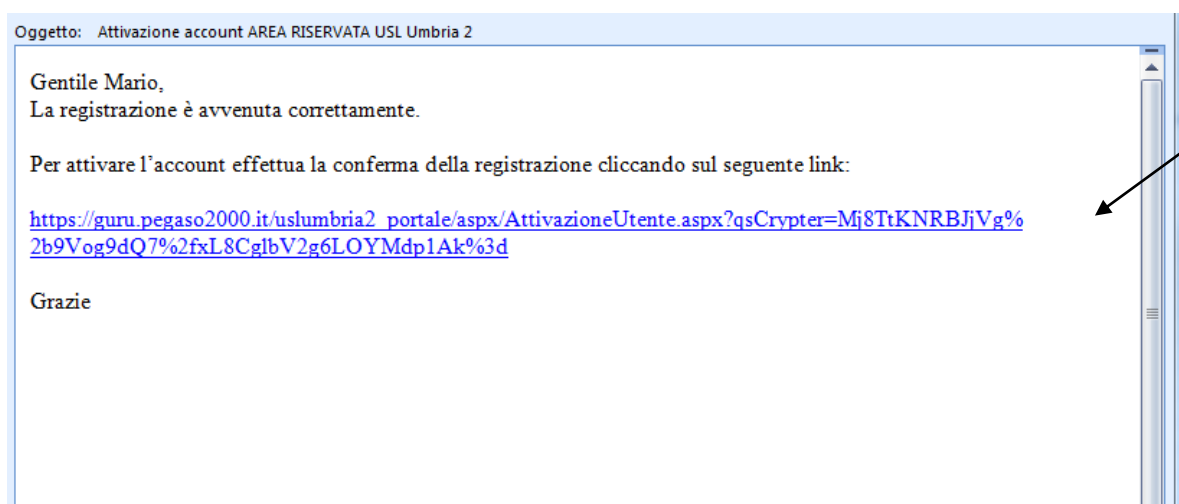 Oggetto: Attivazione account AREA RISERVATA USL Umbria 2
Gentile Mario,
La registrazione è avvenuta correttamente.
Per attivare l'account effettua la conferma della registrazione cliccando sul seguente link:
https://guru.pegaso2000.it/uslumbria2_portale/aspx/AttivazioneUtente.aspx?qsCrypter=Mj8TtKNRBJjVg%
2b9Vog9dQ7%2fxL8CglbV2g6LOYMdp1Ak%3d
Grazie